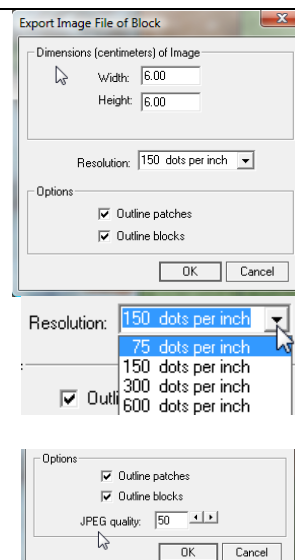 Export Image File of Block
Dimensions (centimeters) of Image
Width: 6.00
Height: 6.00
Resolution: 150 dots per inch
Options
Outline patches
Outline blocks
OK Cancel
Resolution: 150 dots per inch
75 dots per inch
150 dots per inch
Outli 300 dots per inch
600 dots per inch
Options
Outline patches
Outline blocks
JPEG quality: 50
OK Cancel